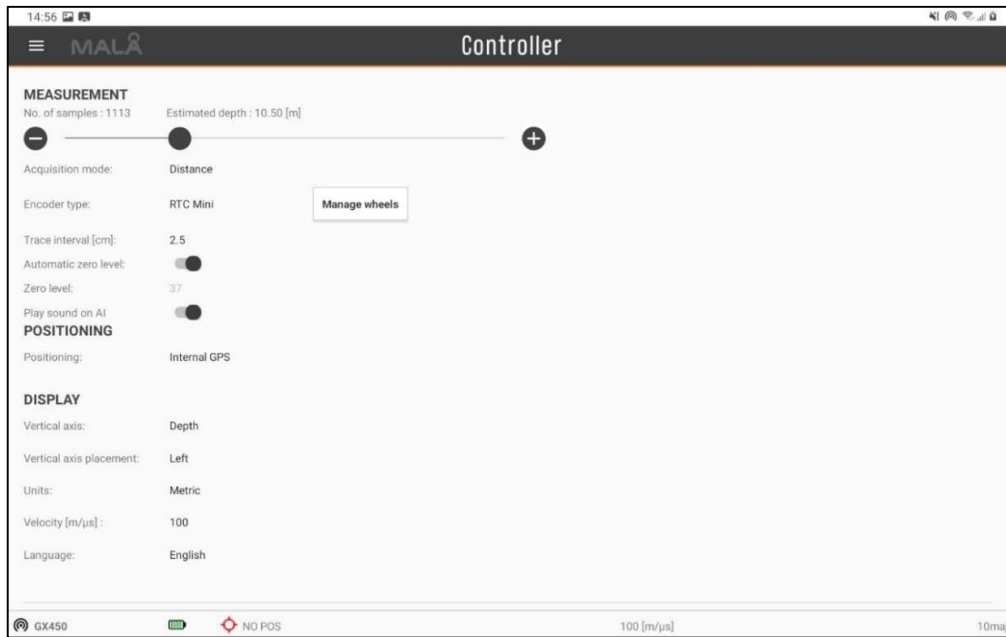 14:56
MALÅ Controller
MEASUREMENT
No. of samples : 1113 Estimated depth : 10.50 [m]
Acquisition mode: Distance
Encoder type: RTC Mini Manage wheels
Trace interval [cm]: 2.5
Automatic zero level:
Zero level: 37
Play sound on AI
POSITIONING
Positioning: Internal GPS
DISPLAY
Vertical axis: Depth
Vertical axis placement: Left
Units: Metric
Velocity [m/µs] : 100
Language: English
GX450 NO POS 100 [m/µs] 10maj